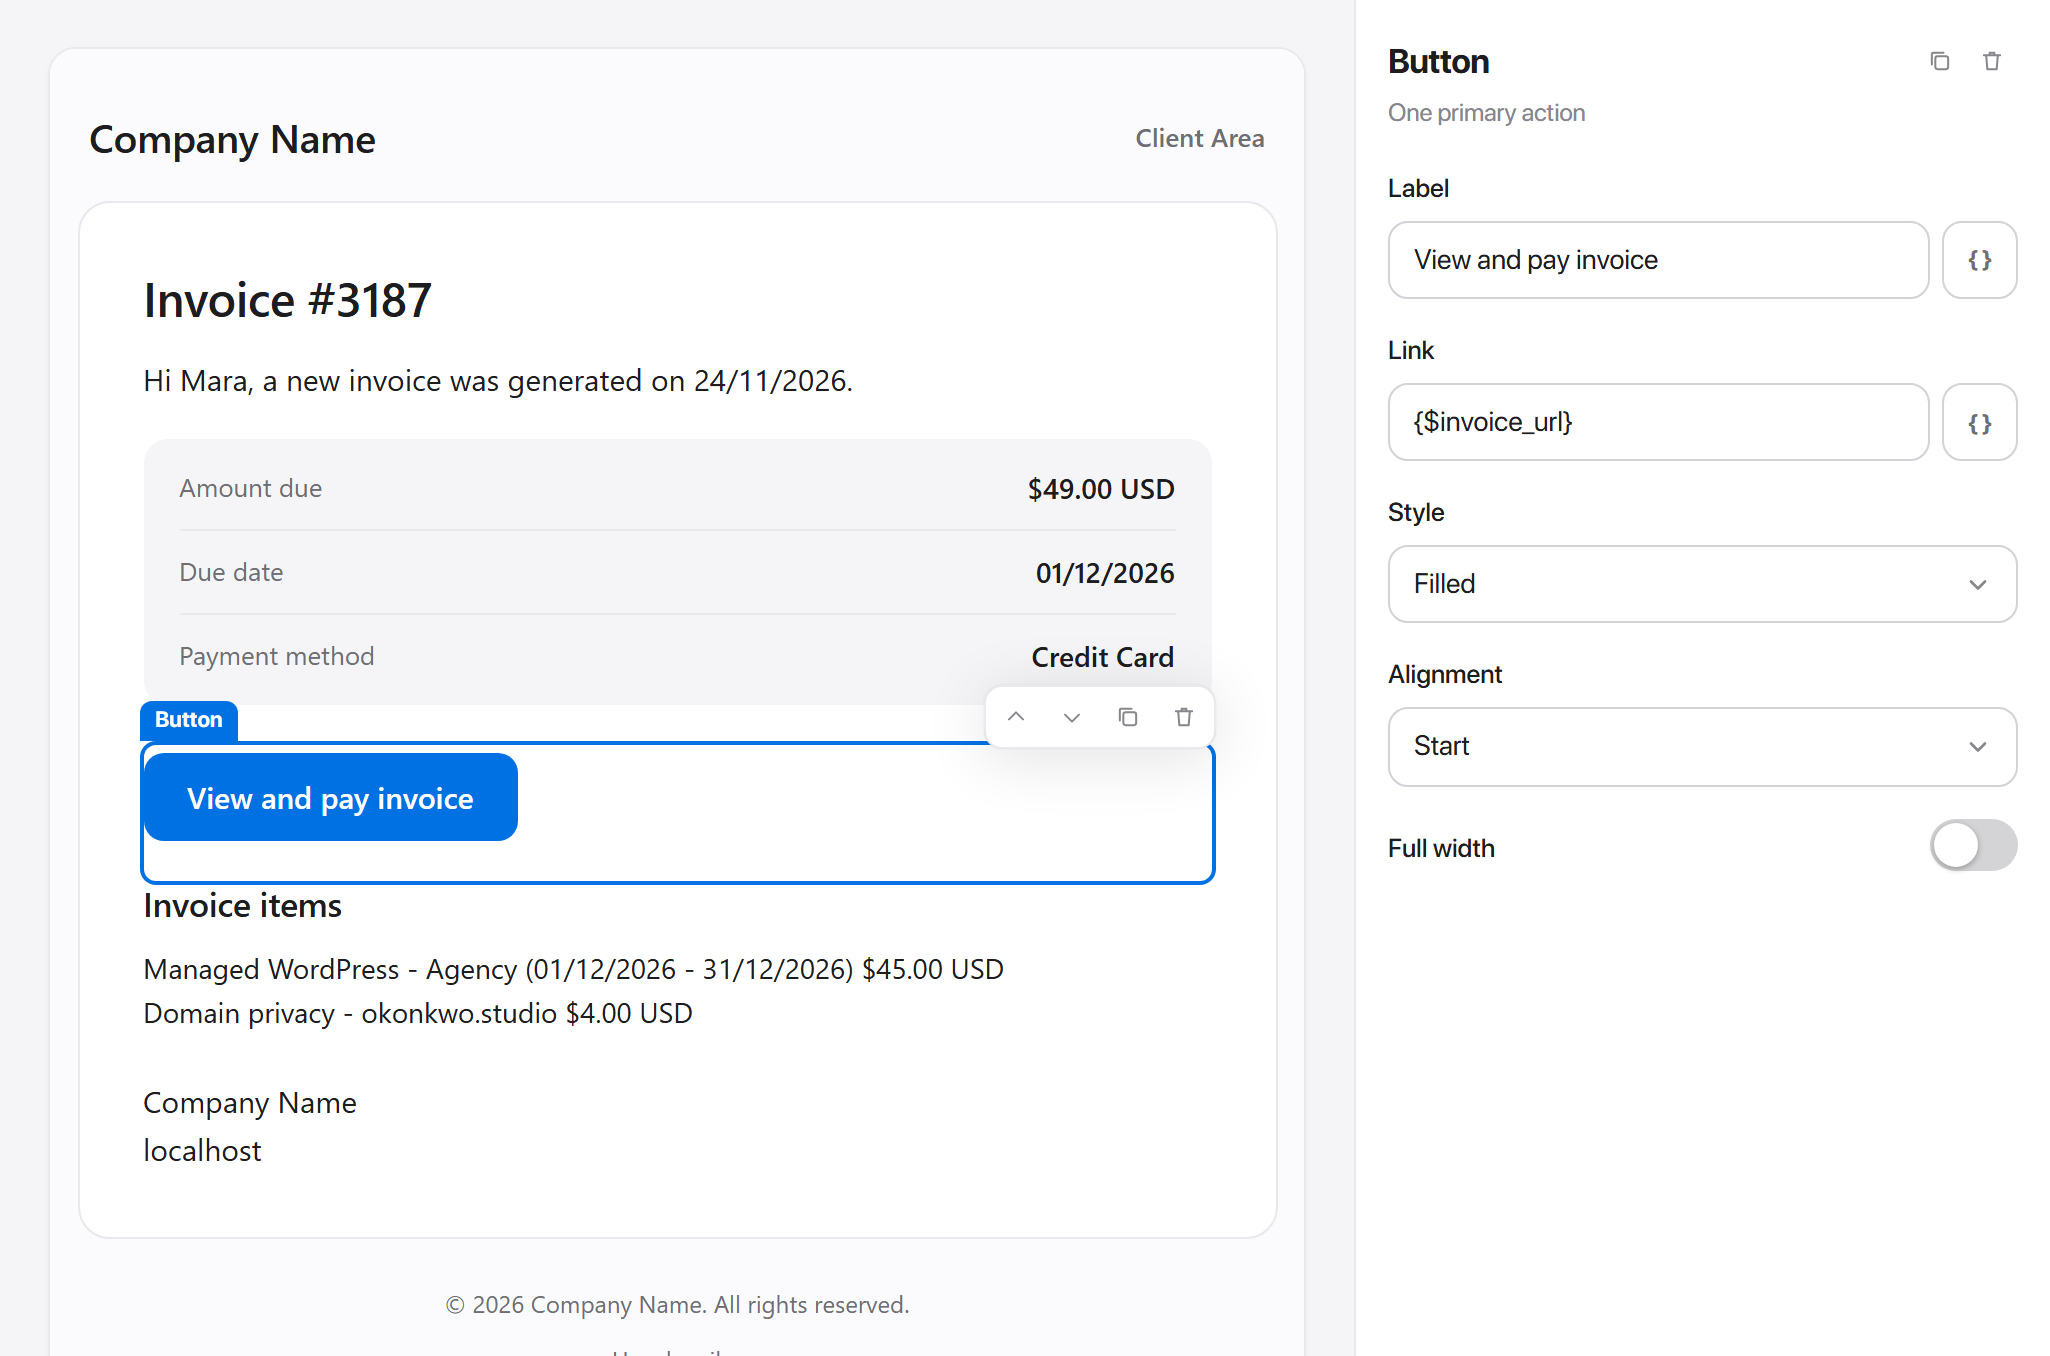 Company Name
Client Area
Invoice #3187
Hi Mara, a new invoice was generated on 24/11/2026.
Amount due
$49.00 USD
Due date
01/12/2026
Payment method
Credit Card
Button
View and pay invoice
Invoice items
Managed WordPress - Agency (01/12/2026 - 31/12/2026) $45.00 USD
Domain privacy - okonkwo.studio $4.00 USD
Company Name
localhost
© 2026 Company Name. All rights reserved.
Button
One primary action
Label
View and pay invoice
{}
Link
{$invoice_url}
{}
Style
Filled
Alignment
Start
Full width